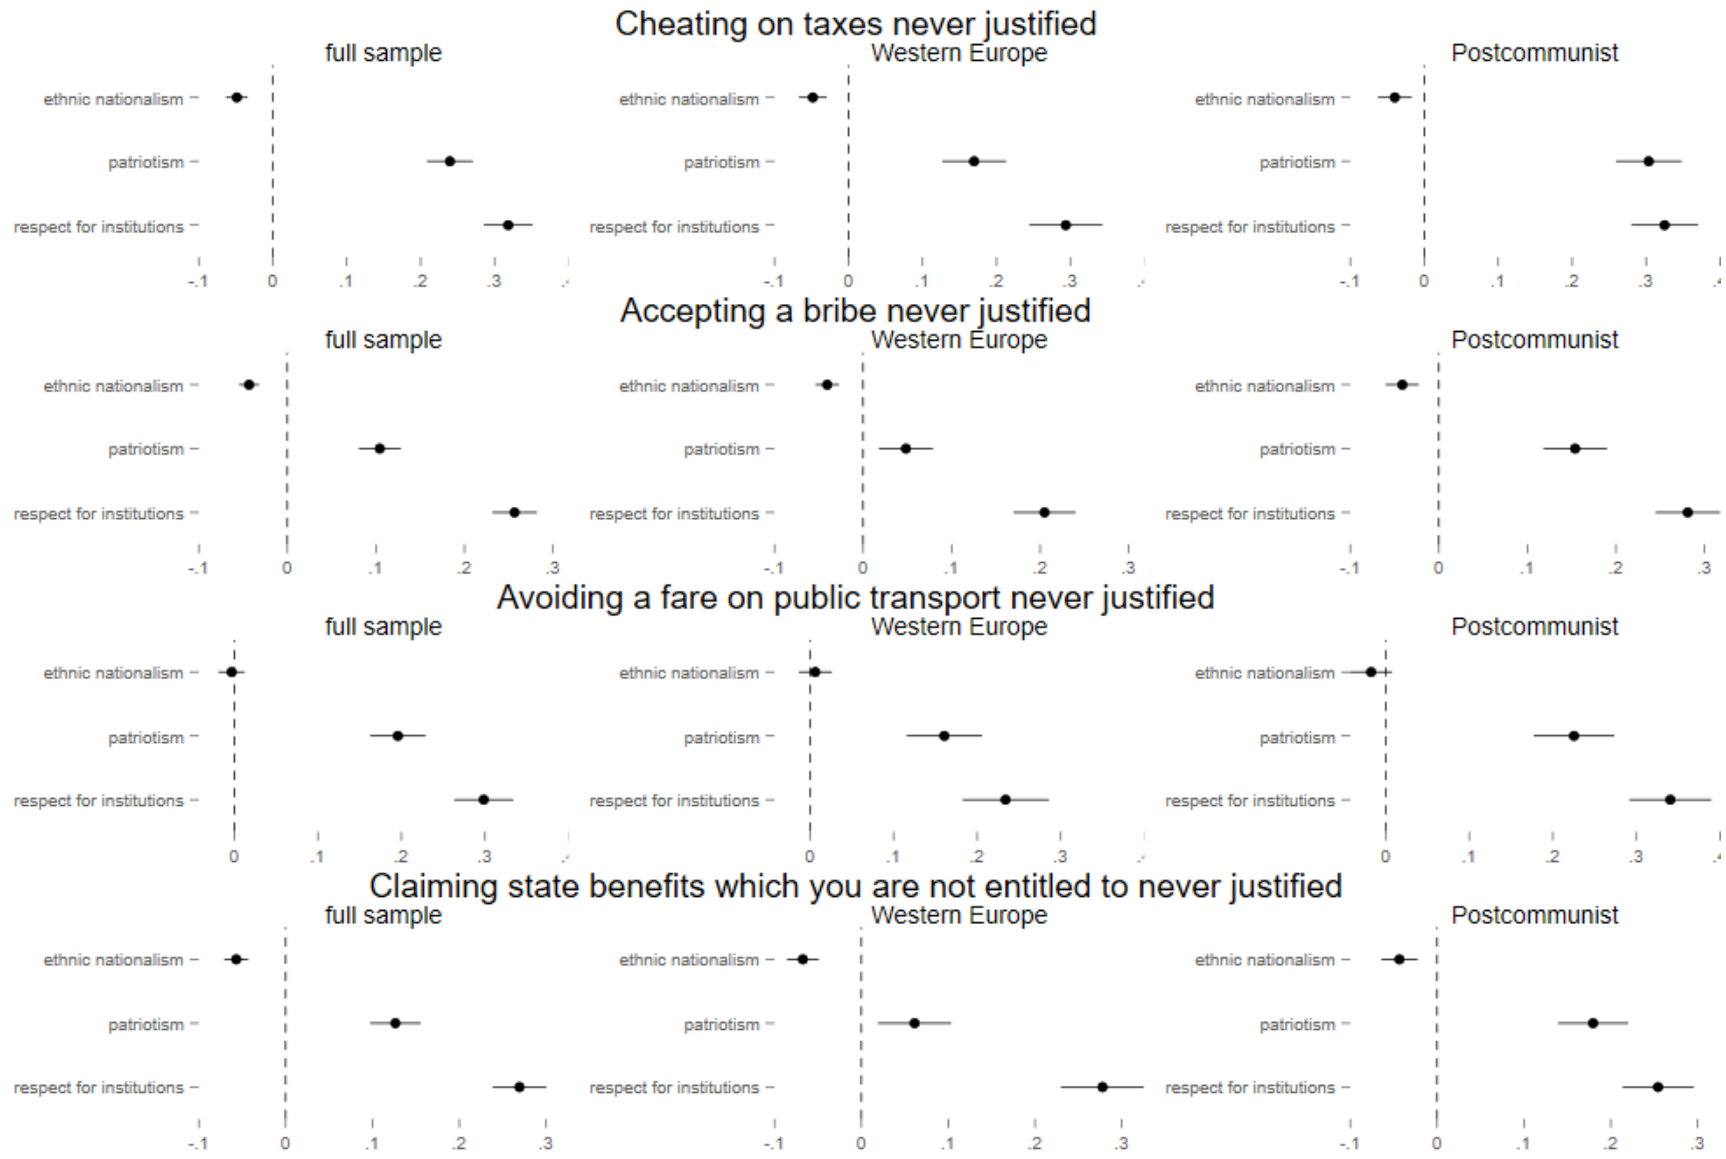 Cheating on taxes never justified
full sample Western Europe Postcommunist
ethnic nationalism ethnic nationalism ethnic nationalism
patriotism patriotism patriotism
respect for institutions respect for institutions respect for institutions
-.1 0 .1 .2 .3 -.1 0 .1 .2 .3 -.1 0 .1 .2 .3
Accepting a bribe never justified
full sample Western Europe Postcommunist
ethnic nationalism ethnic nationalism ethnic nationalism
patriotism patriotism patriotism
respect for institutions respect for institutions respect for institutions
-.1 0 .1 .2 .3 -.1 0 .1 .2 .3 -.1 0 .1 .2 .3
Avoiding a fare on public transport never justified
full sample Western Europe Postcommunist
ethnic nationalism ethnic nationalism ethnic nationalism
patriotism patriotism patriotism
respect for institutions respect for institutions respect for institutions
0 .1 .2 .3 0 .1 .2 .3 0 .1 .2 .3
Claiming state benefits which you are not entitled to never justified
full sample Western Europe Postcommunist
ethnic nationalism ethnic nationalism ethnic nationalism
patriotism patriotism patriotism
respect for institutions respect for institutions respect for institutions
-.1 0 .1 .2 .3 -.1 0 .1 .2 .3 -.1 0 .1 .2 .3